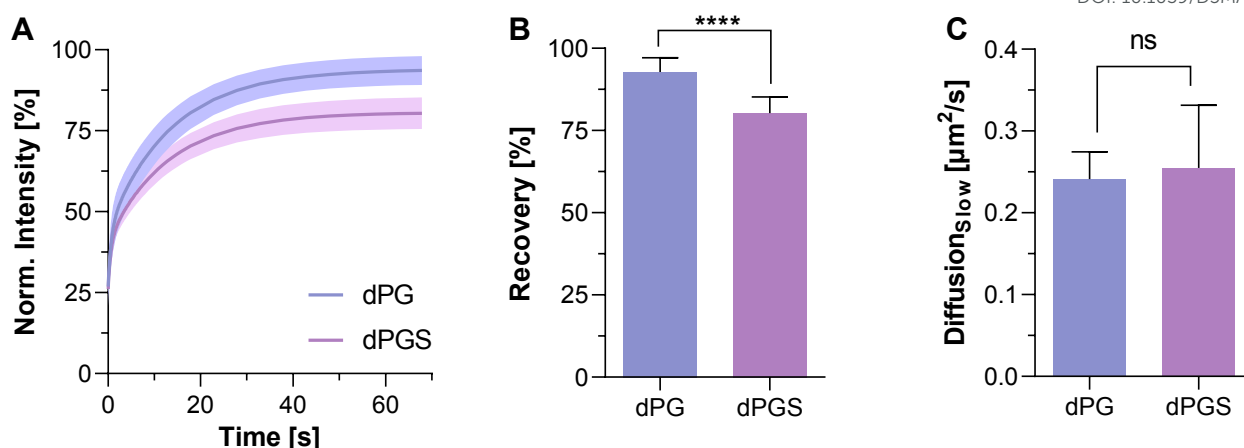 A
Norm. Intensity [%]
100
75
50
25
0
0 20 40 60
Time [s]
dPG
dPGS
B
****
Recovery [%]
100
75
50
25
0
dPG dPGS
C
ns
Diffusion_Slow [µm²/s]
0.4
0.3
0.2
0.1
0.0
dPG dPGS